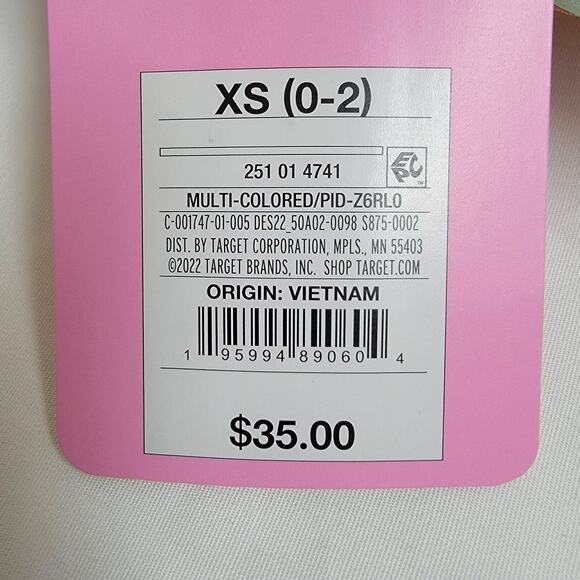 XS (0-2)
251 01 4741
EPC
™
MULTI-COLORED/PID-Z6RL0
C-001747-01-005 DES22_50A02-0098 S875-0002
DIST. BY TARGET CORPORATION, MPLS., MN 55403
©2022 TARGET BRANDS, INC. SHOP TARGET.COM
ORIGIN: VIETNAM
1 95994 89060 4
$35.00